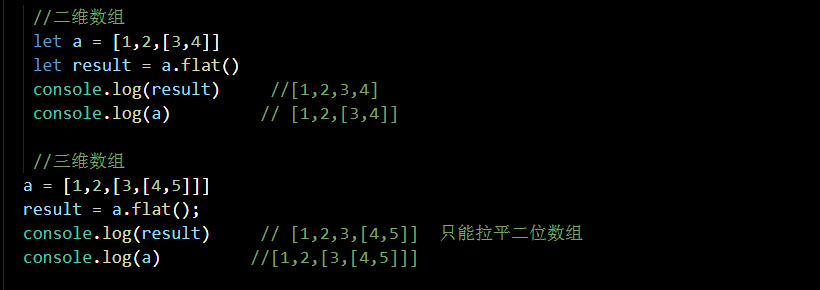 //二维数组
let a = [1,2,[3,4]]
let result = a.flat()
console.log(result)     //[1,2,3,4]
console.log(a)         // [1,2,[3,4]]
//三维数组
a = [1,2,[3,[4,5]]]
result = a.flat();
console.log(result)     // [1,2,3,[4,5]]  只能拉平二位数组
console.log(a)         //[1,2,[3,[4,5]]]